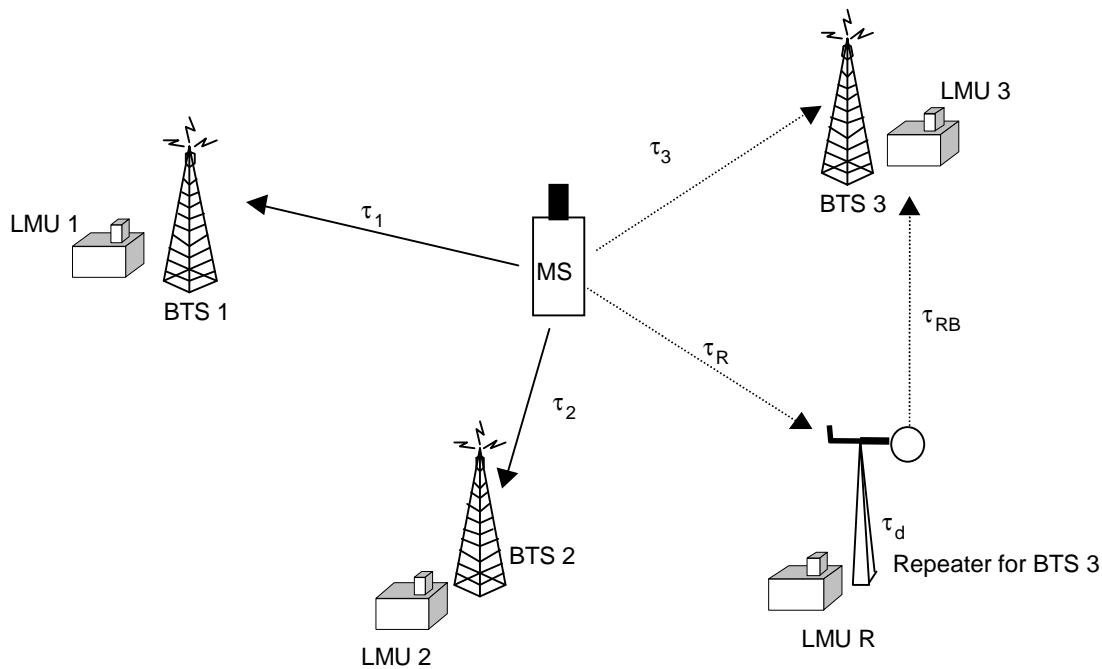 LMU 3
τ3
BTS 3
LMU 1
τ1
MS
BTS 1
τRB
τR
τ2
BTS 2
τd
Repeater for BTS 3
LMU 2
LMU R